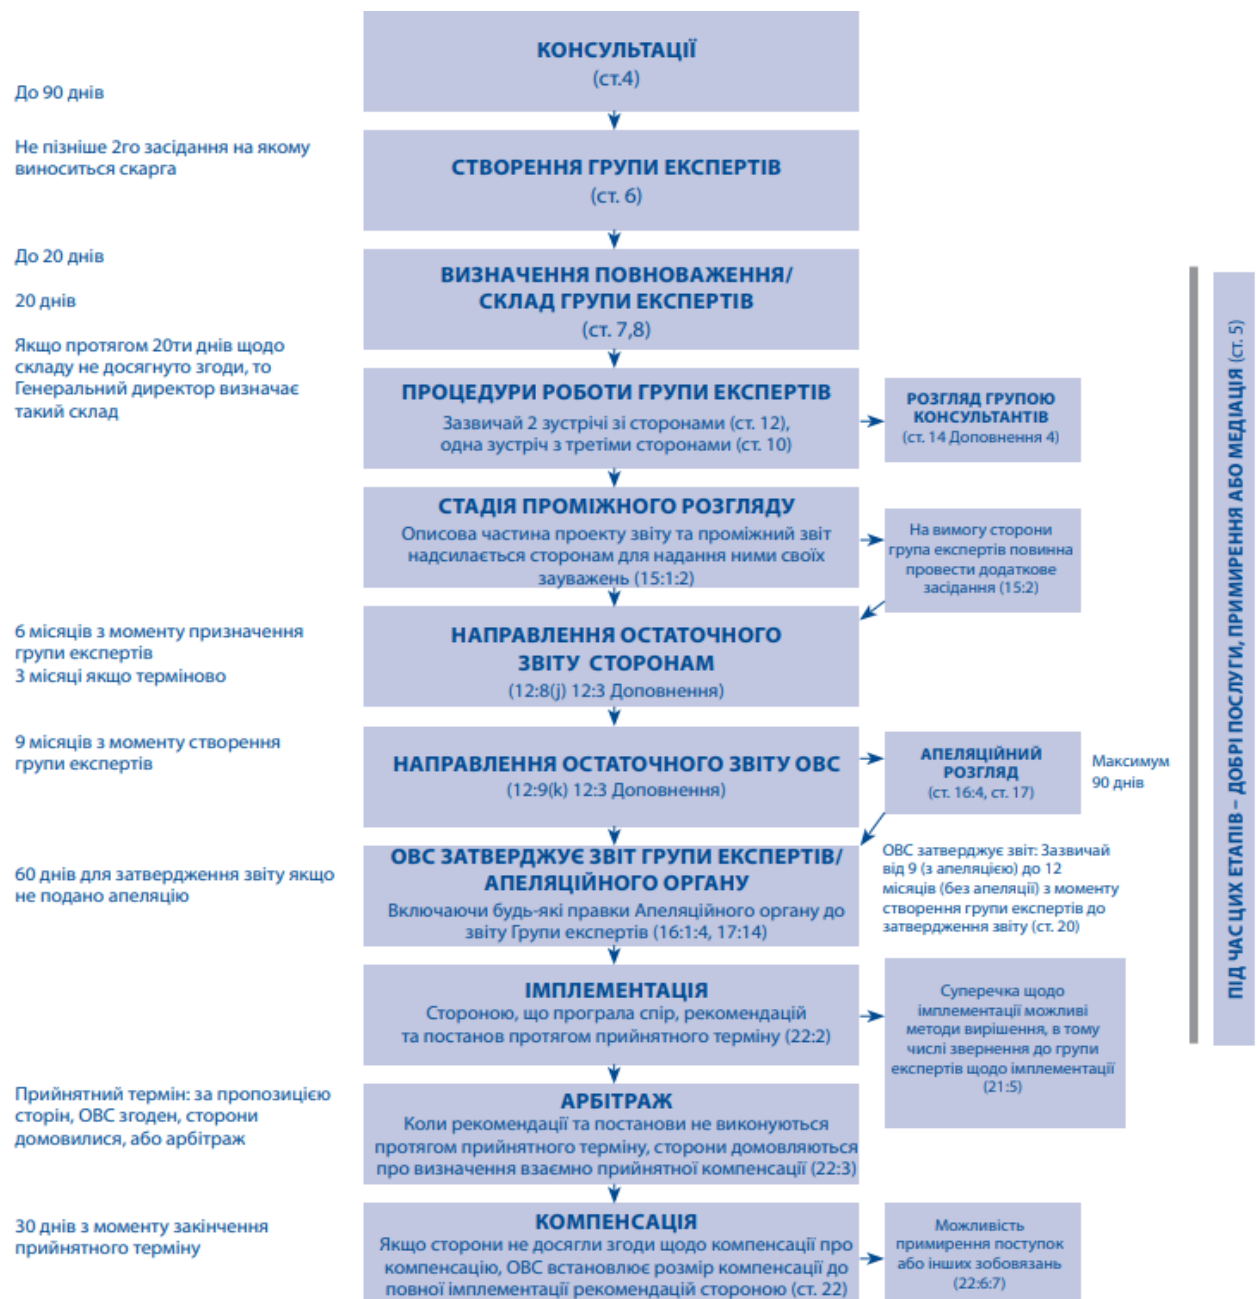 КОНСУЛЬТАЦІЇ
(ст.4)
До 90 днів
Не пізніше 2го засідання на якому
виноситься скарга
СТВОРЕННЯ ГРУПИ ЕКСПЕРТІВ
(ст. 6)
До 20 днів
20 днів
Якщо протягом 20ти днів щодо
складу не досягнуто згоди, то
Генеральний директор визначає
такий склад
ВИЗНАЧЕННЯ ПОВНОВАЖЕННЯ/
СКЛАД ГРУПИ ЕКСПЕРТІВ
(ст. 7,8)
ПРОЦЕДУРИ РОБОТИ ГРУПИ ЕКСПЕРТІВ
Зазвичай 2 зустрічі зі сторонами (ст. 12),
одна зустріч з третіми сторонами (ст. 10)
РОЗГЛЯД ГРУПОЮ
КОНСУЛЬТАНТІВ
(ст. 14 Доповнення 4)
СТАДІЯ ПРОМІЖНОГО РОЗГЛЯДУ
Описова частина проекту звіту та проміжний звіт
надсилається сторонам для надання ними своїх
зауважень (15:1:2)
На вимогу сторони
група експертів повинна
провести додаткове
засідання (15:2)
6 місяців з моменту призначення
групи експертів
3 місяці якщо терміново
НАПРАВЛЕННЯ ОСТАТОЧНОГО
ЗВІТУ СТОРОНАМ
(12:8(j) 12:3 Доповнення)
9 місяців з моменту створення
групи експертів
НАПРАВЛЕННЯ ОСТАТОЧНОГО ЗВІТУ ОВС
(12:9(k) 12:3 Доповнення)
АПЕЛЯЦІЙНИЙ
РОЗГЛЯД
(ст. 16:4, ст. 17)
Максимум
90 днів
60 днів для затвердження звіту якщо
не подано апеляцію
ОВС ЗАТВЕРДЖУЄ ЗВІТ ГРУПИ ЕКСПЕРТІВ/
АПЕЛЯЦІЙНОГО ОРГАНУ
Включаючи будь-які правки Апеляційного органу до
звіту Групи експертів (16:1:4, 17:14)
ОВС затверджує звіт: Зазвичай
від 9 (з апеляцією) до 12
місяців (без апеляції) з моменту
створення групи експертів до
затвердження звіту (ст. 20)
ІМПЛЕМЕНТАЦІЯ
Стороною, що програла спір, рекомендацій
та постанов протягом прийнятного терміну (22:2)
Суперечка щодо
імплементації можливі
методи вирішення, в тому
числі звернення до групи
експертів щодо імплементації
(21:5)
Прийнятний термін: за пропозицією
сторін, ОВС згоден, сторони
домовилися, або арбітраж
АРБІТРАЖ
Коли рекомендації та постанови не виконуються
протягом прийнятного терміну, сторони домовляються
про визначення взаємно прийнятної компенсації (22:3)
30 днів з моменту закінчення
прийнятного терміну
КОМПЕНСАЦІЯ
Якщо сторони не досягли згоди щодо компенсації про
компенсацію, ОВС встановлює розмір компенсації до
повної імплементації рекомендацій стороною (ст. 22)
Можливість
примирення поступок
або інших зобовязань
(22:6:7)
ПІД ЧАС ЦИХ ЕТАПІВ – ДОБРІ ПОСЛУГИ, ПРИМИРЕННЯ АБО МЕДІАЦІЯ (ст. 5)